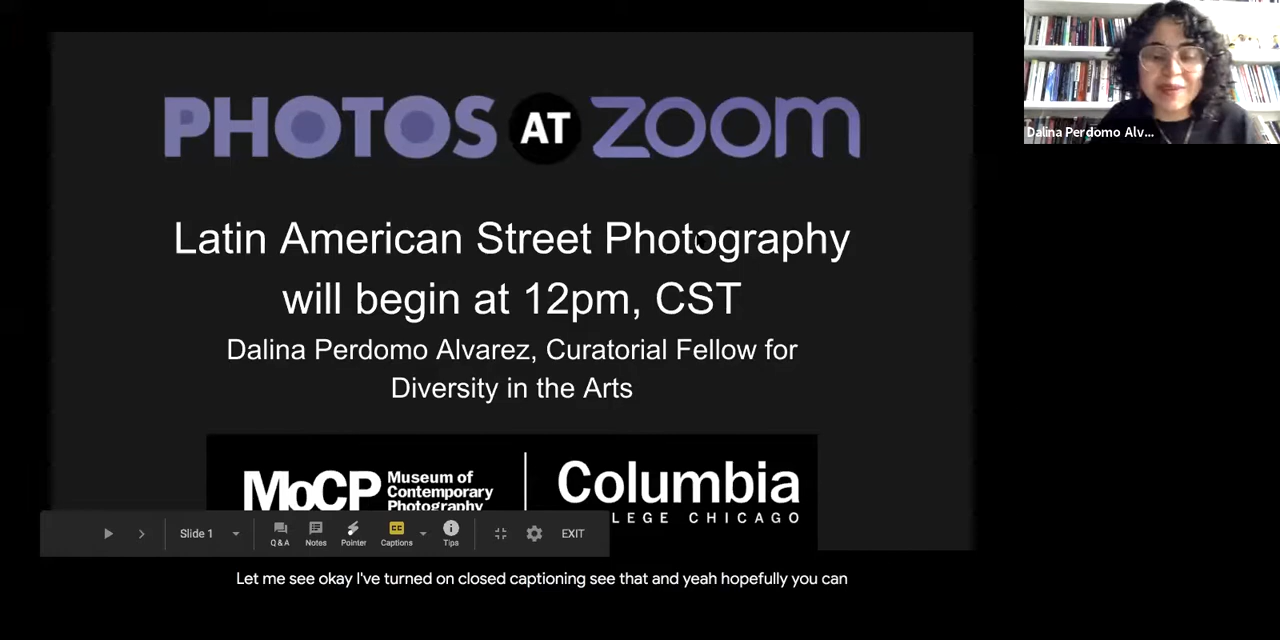 PHOTOS AT zoom
Dalina Perdomo Alv...
Latin American Street Photography
will begin at 12pm, CST
Dalina Perdomo Alvarez, Curatorial Fellow for
Diversity in the Arts
MoCP
Museum of
Contemporary
Photography
Columbia
LLEGE CHICAGO
Slide 1
Q & A
Notes
Pointer
CC
Captions
Tips
EXIT
Let me see okay I've turned on closed captioning see that and yeah hopefully you can